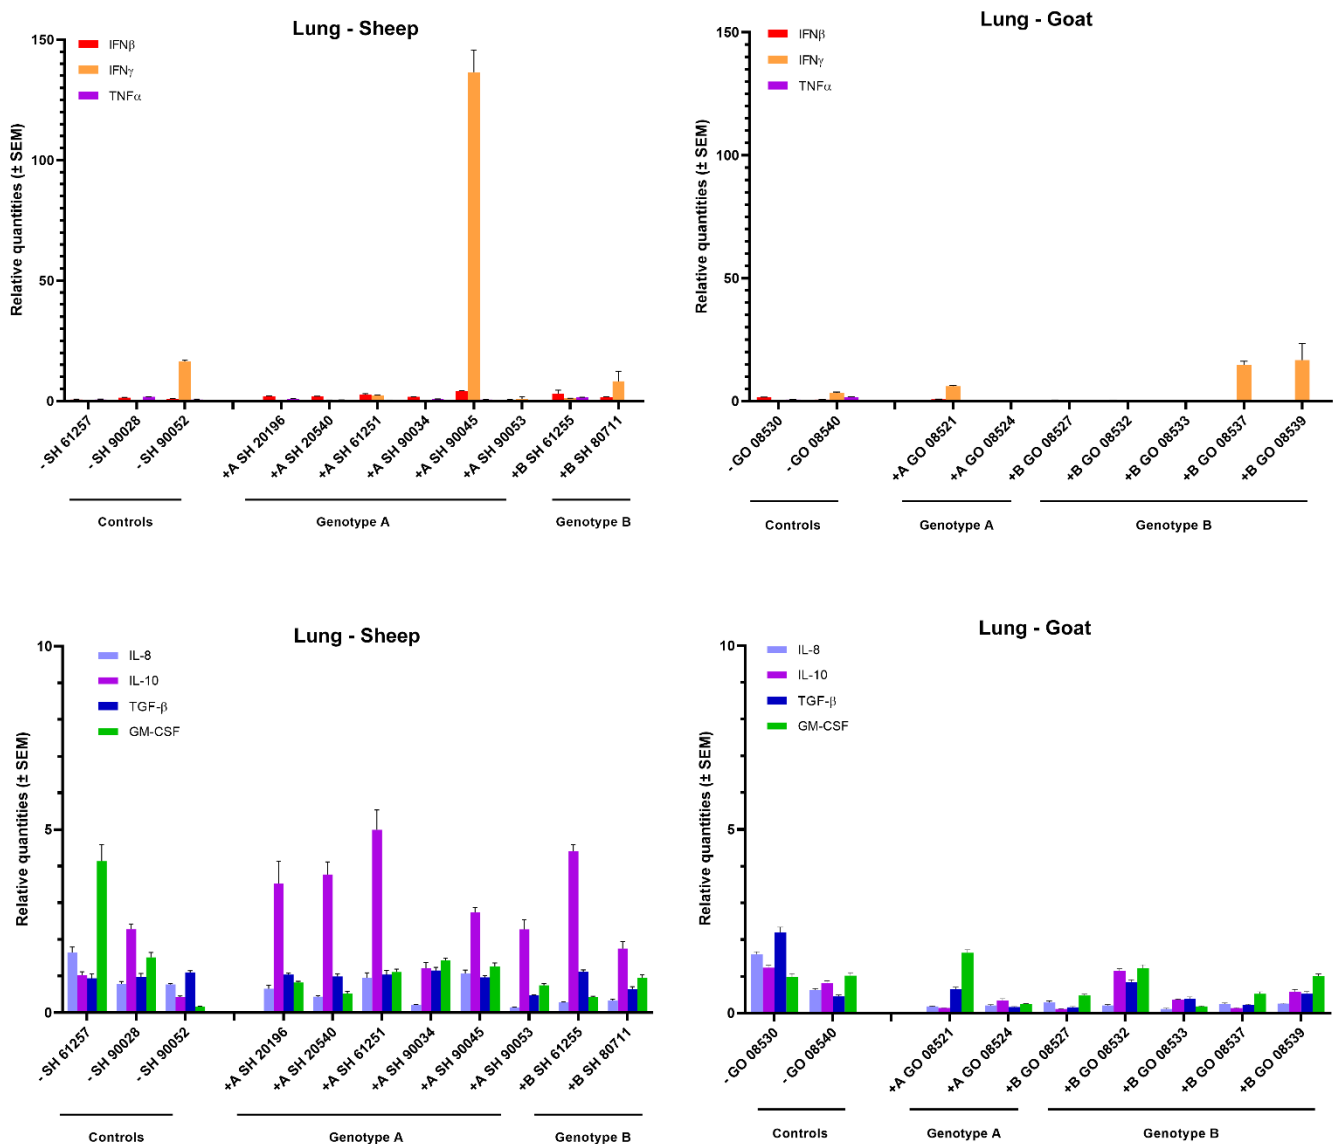 Lung - Sheep
IFNβ
IFNγ
TNFα
Relative quantities (± SEM)
150
100
50
0
- SH 61257
- SH 90028
- SH 90052
+A SH 20196
+A SH 20540
+A SH 61251
+A SH 90034
+A SH 90045
+A SH 90053
+B SH 61255
+B SH 80711
Controls
Genotype A
Genotype B
Lung - Goat
IFNβ
IFNγ
TNFα
Relative quantities (± SEM)
150
100
50
0
- GO 08530
- GO 08540
+A GO 08521
+A GO 08524
+B GO 08527
+B GO 08532
+B GO 08533
+B GO 08537
+B GO 08539
Controls
Genotype A
Genotype B
Lung - Sheep
IL-8
IL-10
TGF-β
GM-CSF
Relative quantities (± SEM)
10
5
0
- SH 61257
- SH 90028
- SH 90052
+A SH 20196
+A SH 20540
+A SH 61251
+A SH 90034
+A SH 90045
+A SH 90053
+B SH 61255
+B SH 80711
Controls
Genotype A
Genotype B
Lung - Goat
IL-8
IL-10
TGF-β
GM-CSF
Relative quantities (± SEM)
10
5
0
- GO 08530
- GO 08540
+A GO 08521
+A GO 08524
+B GO 08527
+B GO 08532
+B GO 08533
+B GO 08537
+B GO 08539
Controls
Genotype A
Genotype B